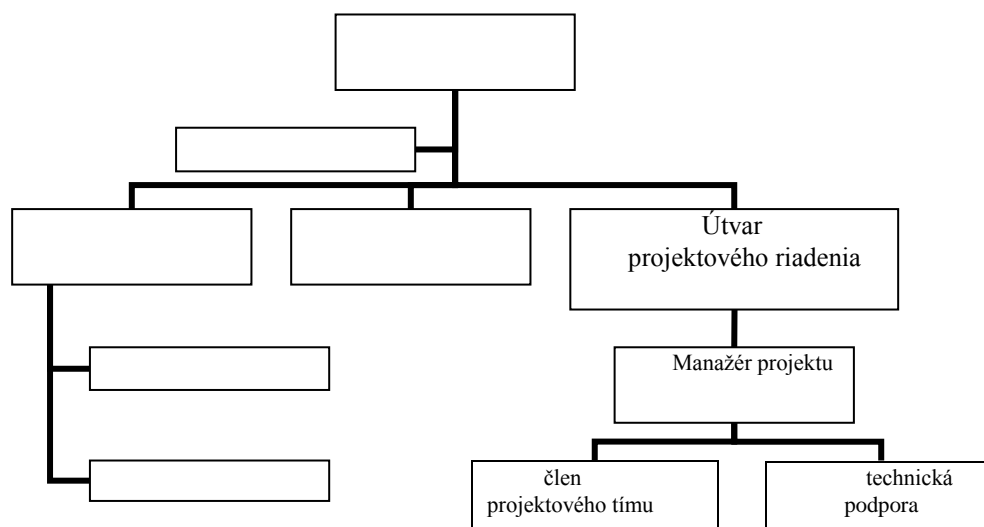 Útvar
projektového riadenia
Manažér projektu
člen
projektového tímu
technická
podpora